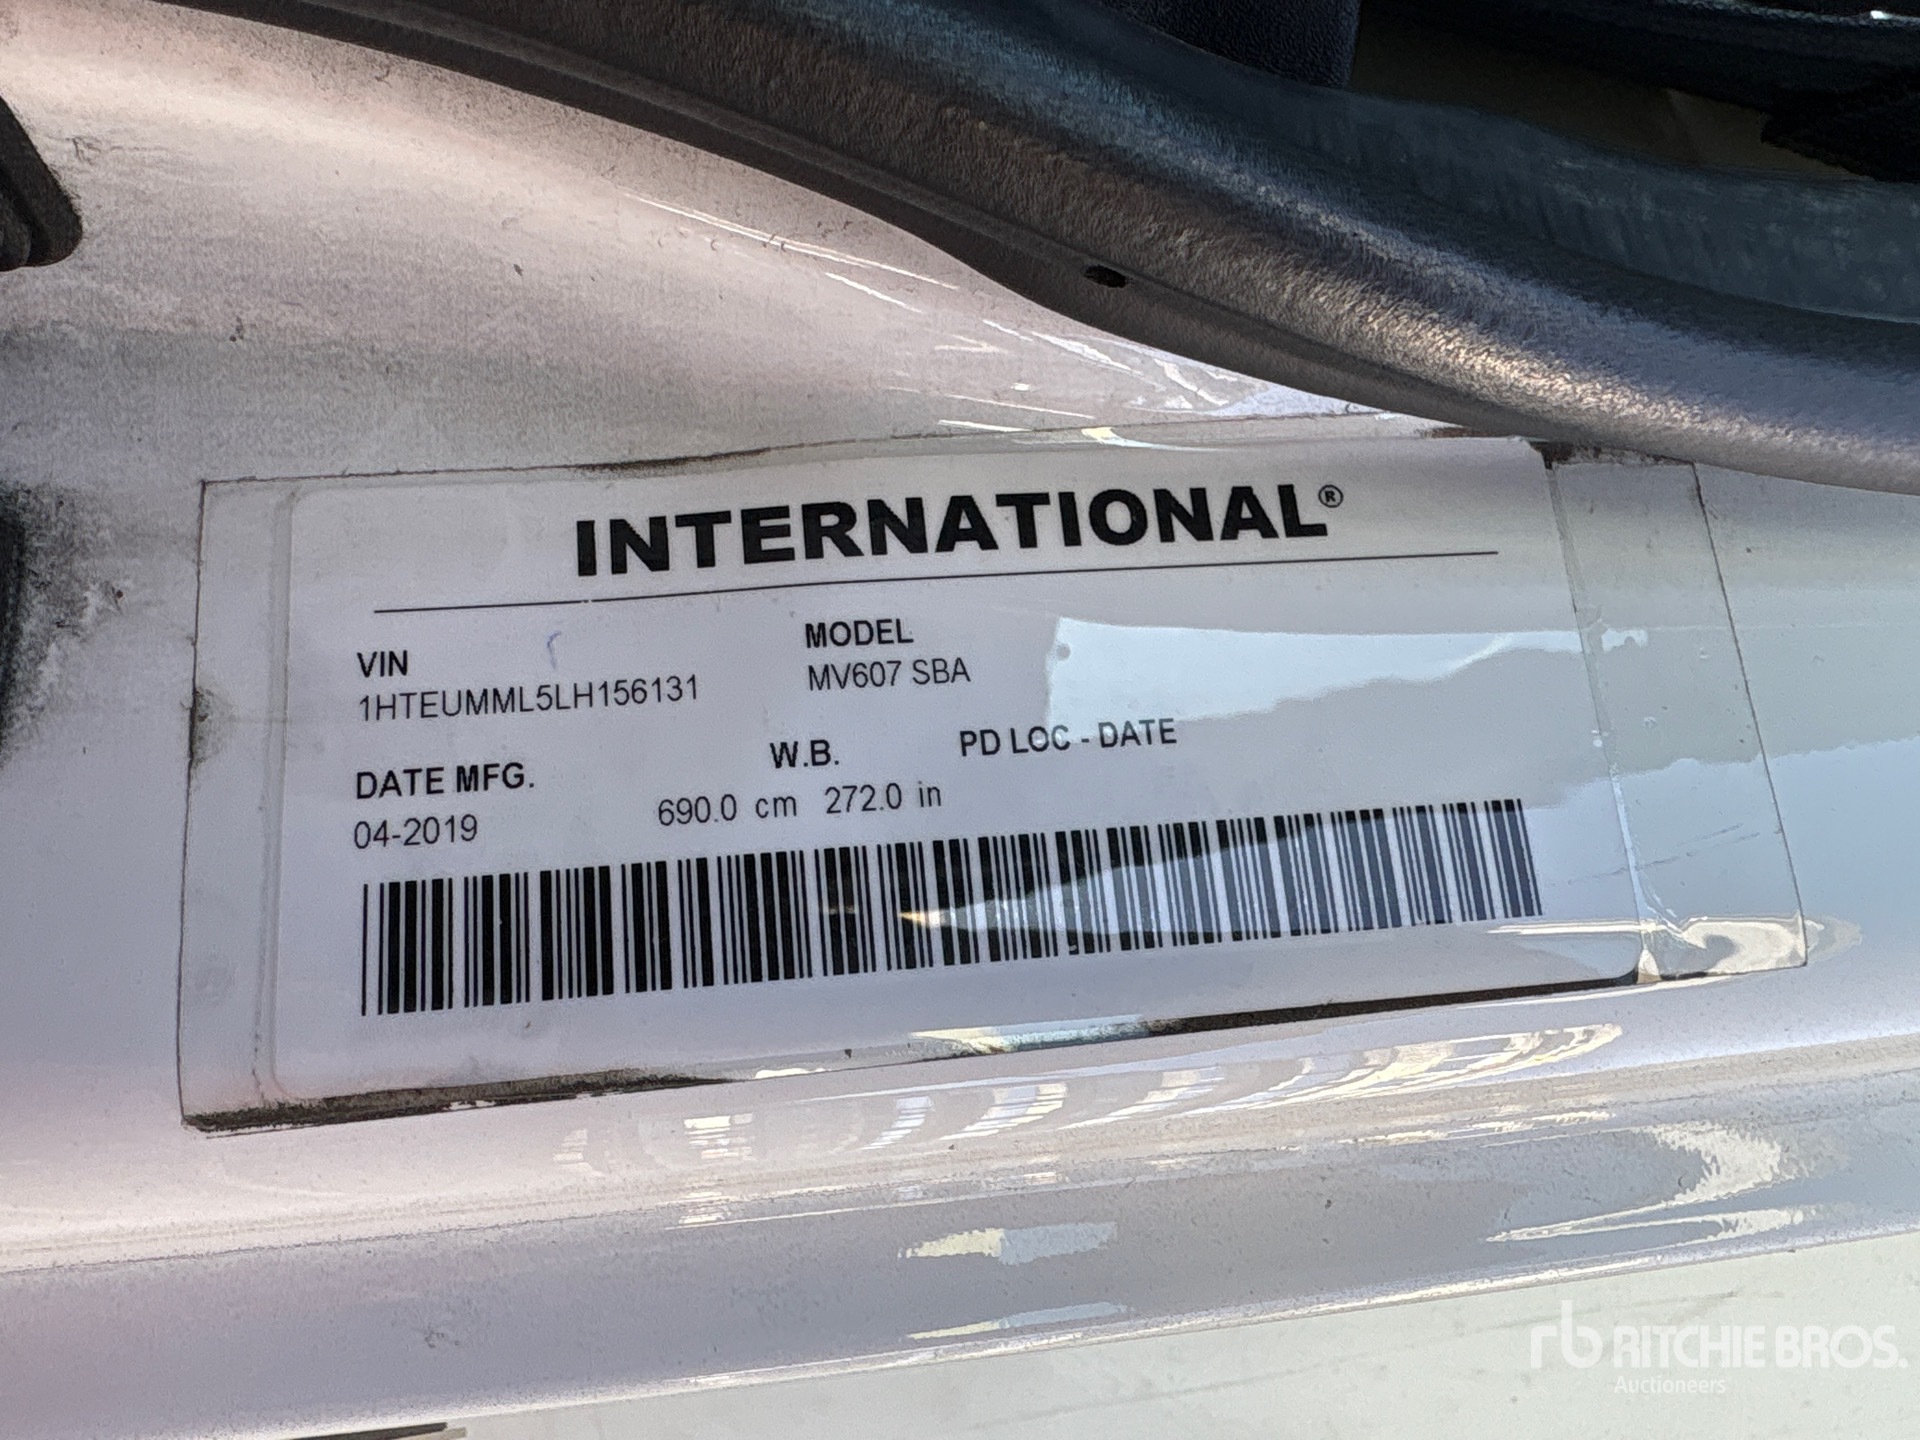 INTERNATIONAL®
VIN
1HTEUMML5LH156131
MODEL
MV607 SBA
DATE MFG.
04-2019
W.B.
690.0 cm 272.0 in
PD LOC - DATE
rb RITCHIE BROS.
Auctioneers